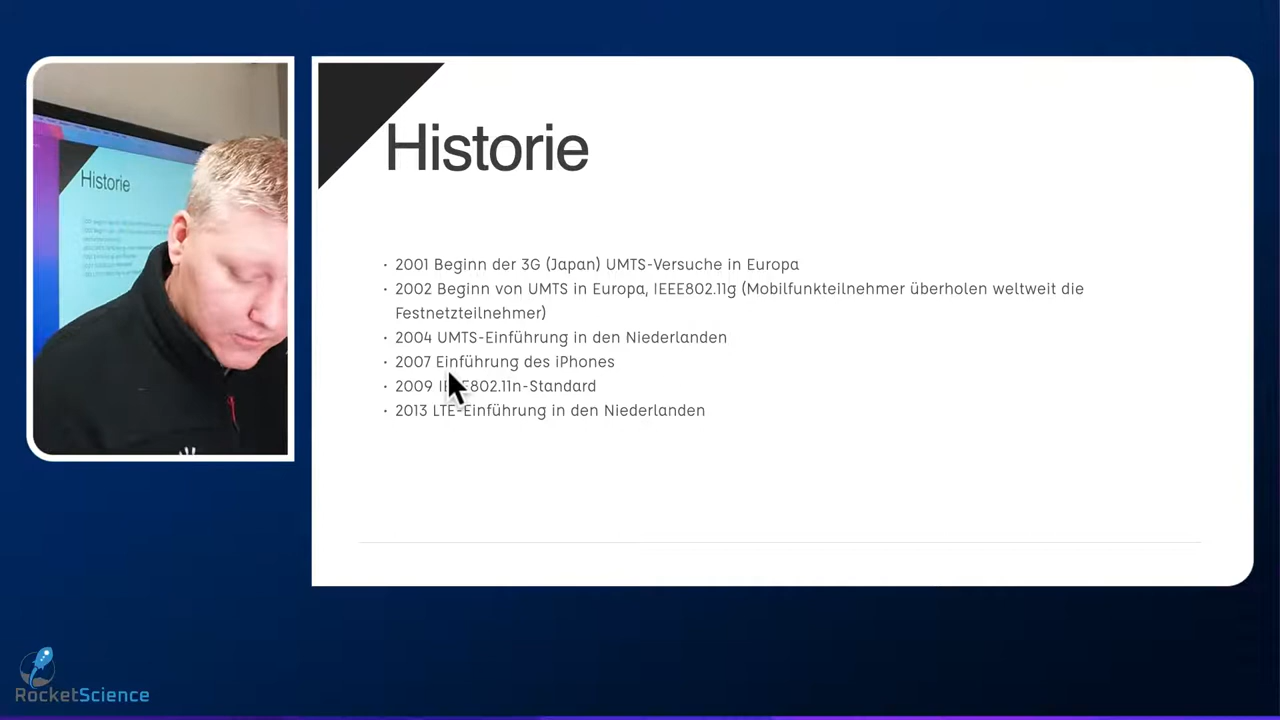 Historie
Historie
· 2001 Beginn der 3G (Japan) UMTS-Versuche in Europa
· 2002 Beginn von UMTS in Europa, IEEE802.11g (Mobilfunkteilnehmer überholen weltweit die
Festnetzteilnehmer)
· 2004 UMTS-Einführung in den Niederlanden
· 2007 Einführung des iPhones
· 2009 IEEE802.11n-Standard
· 2013 LTE-Einführung in den Niederlanden
RocketScience